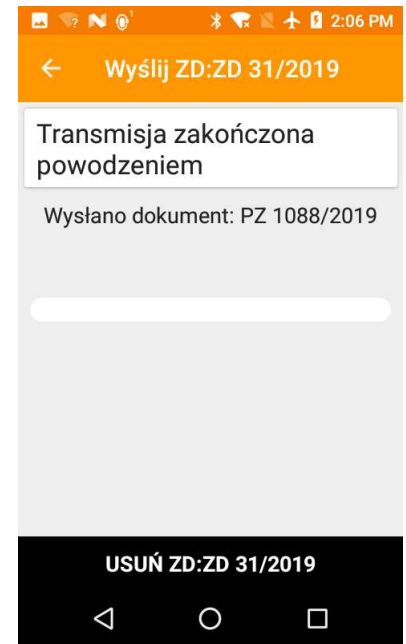 2:06 PM
Wyślij ZD:ZD 31/2019
Transmisja zakończona
powodzeniem
Wysłano dokument: PZ 1088/2019
USUŃ ZD:ZD 31/2019